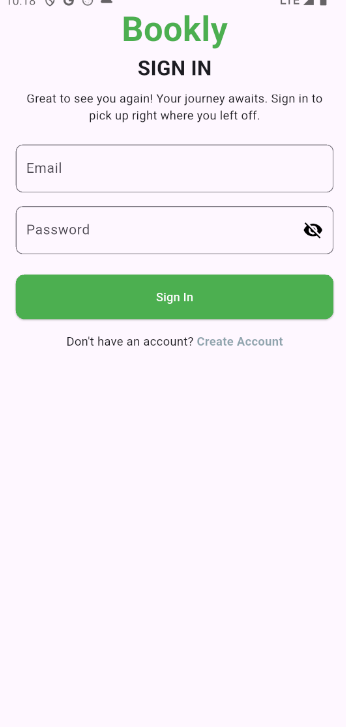 10:18
LTE
Bookly
SIGN IN
Great to see you again! Your journey awaits. Sign in to
pick up right where you left off.
Email
Password
Sign In
Don't have an account? Create Account